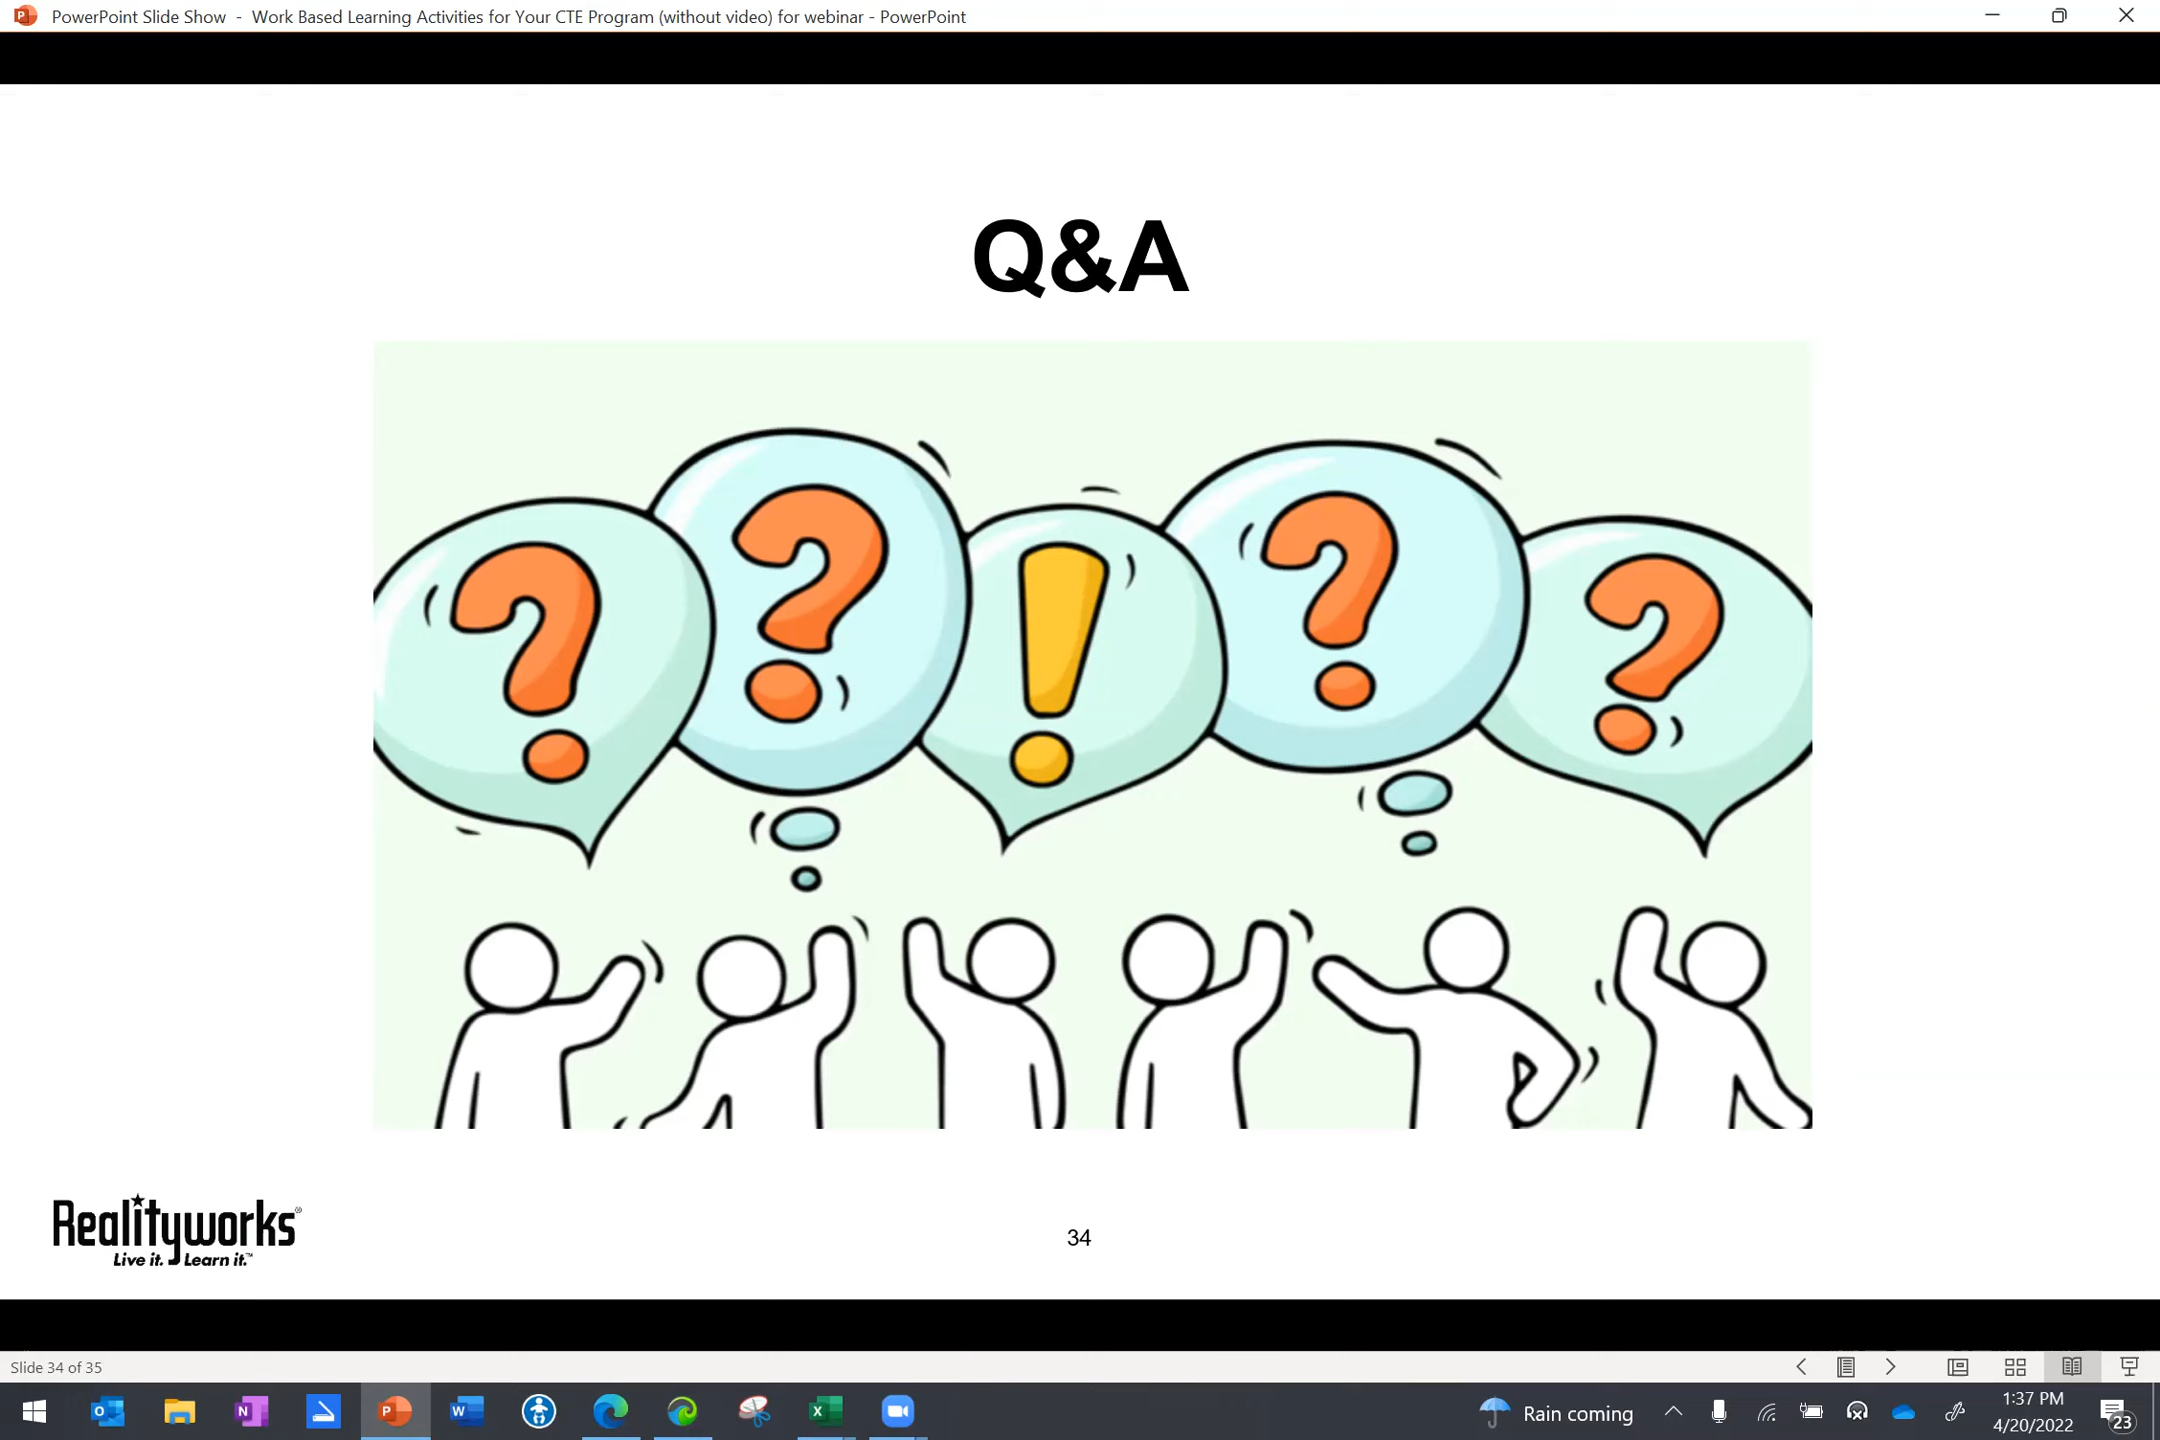 PowerPoint Slide Show - Work Based Learning Activities for Your CTE Program (without video) for webinar - PowerPoint
Q&A
? ? ! ? ?
Realityworks®
Live it. Learn it.™
34
Slide 34 of 35
Rain coming
1:37 PM
4/20/2022
23